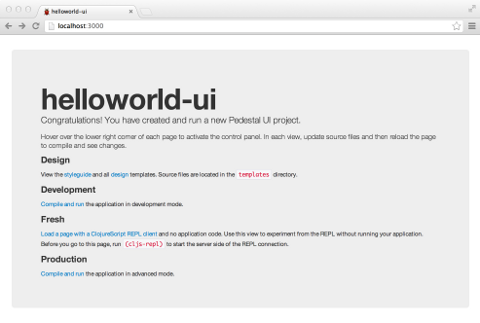 helloworld-ui
localhost:3000
helloworld-ui
Congratulations! You have created and run a new Pedestal UI project.
Hover over the lower right corner of each page to activate the control panel. In each view, update source files and then reload the page
to compile and see changes.
Design
View the styleguide and all design templates. Source files are located in the templates directory.
Development
Compile and run the application in development mode.
Fresh
Load a page with a ClojureScript REPL client and no application code. Use this view to experiment from the REPL without running your application.
Before you go to this page, run (cljs-repl) to start the server side of the REPL connection.
Production
Compile and run the application in advanced mode.